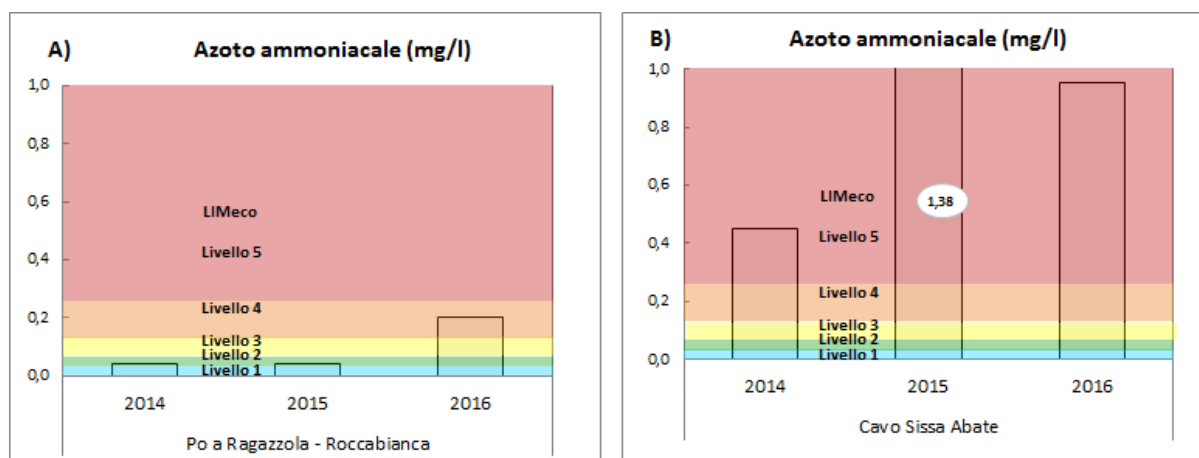 A)
Azoto ammoniacale (mg/l)
1,0
0,8
0,6
0,4
0,2
0,0
LIMeco
Livello 5
Livello 4
Livello 3
Livello 2
Livello 1
2014 2015 2016
Po a Ragazzola - Roccabianca
B)
Azoto ammoniacale (mg/l)
1,0
0,8
0,6
0,4
0,2
0,0
LIMeco
1,38
Livello 5
Livello 4
Livello 3
Livello 2
Livello 1
2014 2015 2016
Cavo Sissa Abate